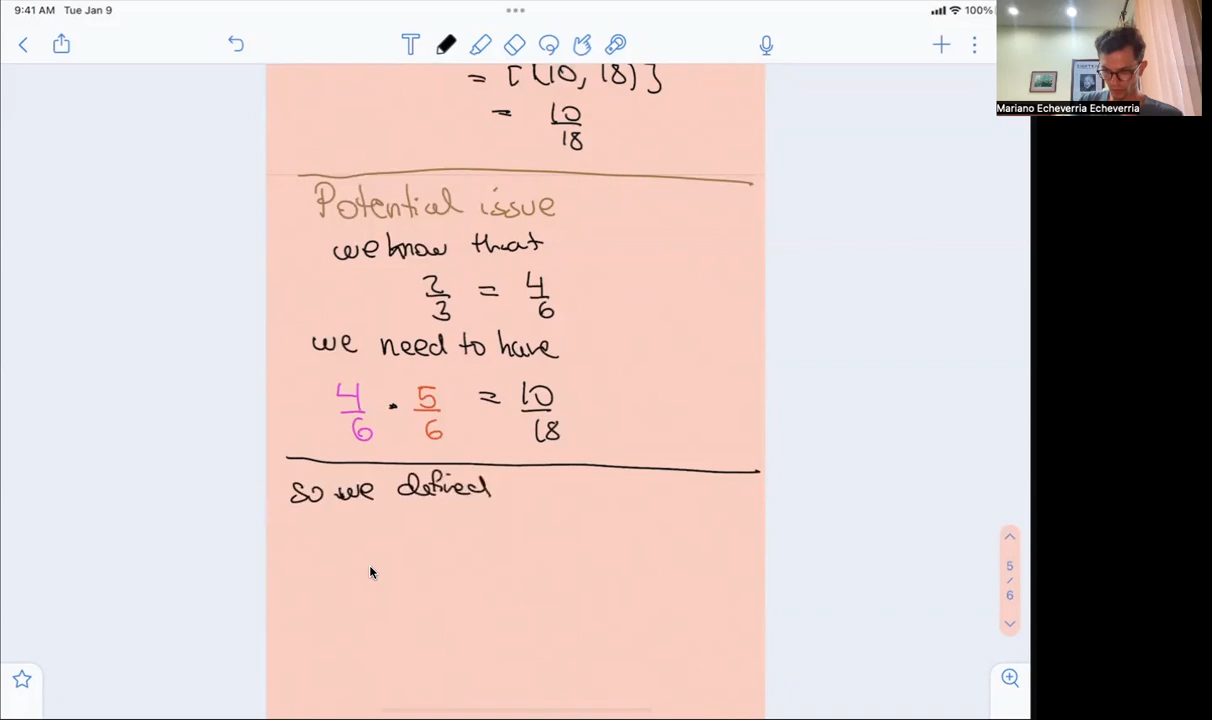 9:41 AM Tue Jan 9
100%
Mariano Echeverria Echeverria
= [(10, 18)]
= 10
18
Potential issue
we know that
2 = 4
3 6
we need to have
4 · 5 = 10
6 6 18
so we defined
5
/
6